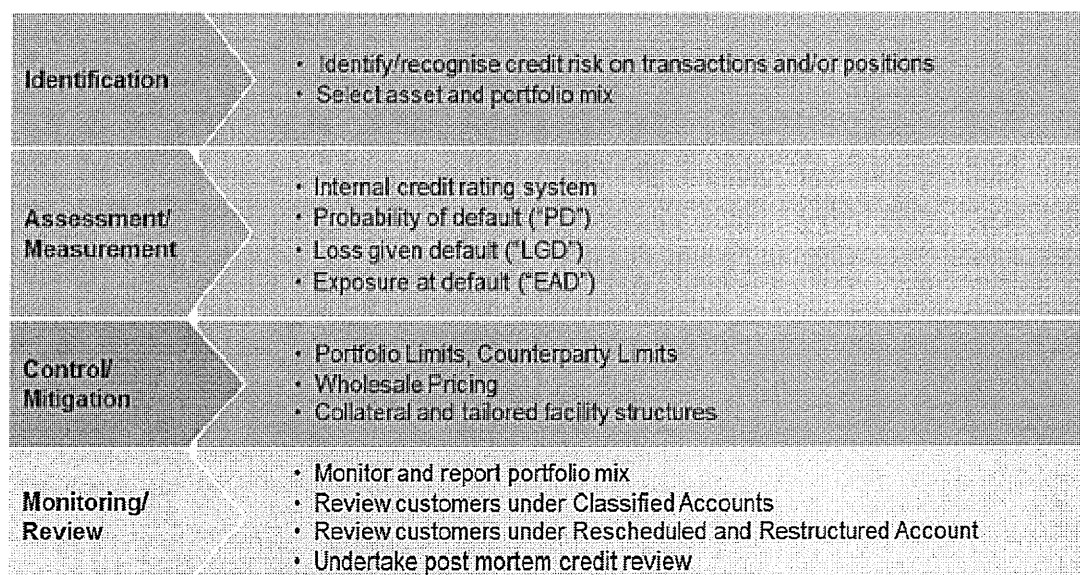 Identification
• Identify/recognise credit risk on transactions and/or positions
• Select asset and portfolio mix
Assessment/
Measurement
• Internal credit rating system
• Probability of default ("PD")
• Loss given default ("LGD")
• Exposure at default ("EAD")
Control/
Mitigation
• Portfolio Limits, Counterparty Limits
• Wholesale Pricing
• Collateral and tailored facility structures
Monitoring/
Review
• Monitor and report portfolio mix
• Review customers under Classified Accounts
• Review customers under Rescheduled and Restructured Account
• Undertake post mortem credit review